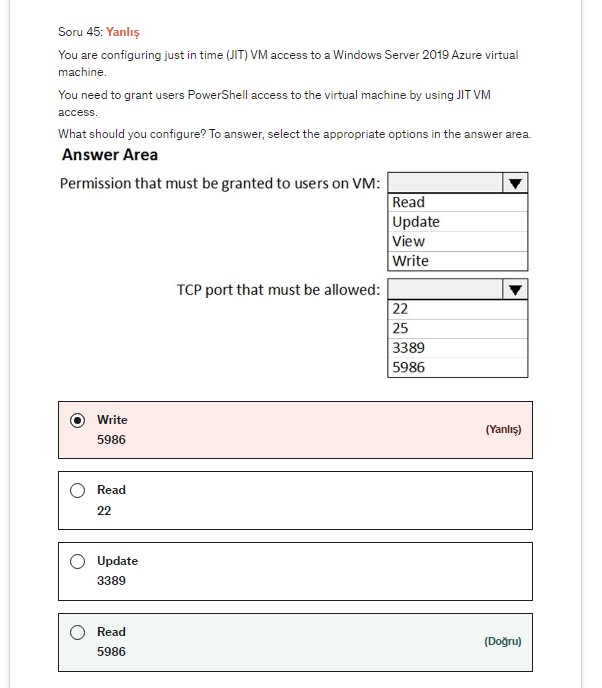 Soru 45: Yanlış
You are configuring just in time (JIT) VM access to a Windows Server 2019 Azure virtual
machine.
You need to grant users PowerShell access to the virtual machine by using JIT VM
access.
What should you configure? To answer, select the appropriate options in the answer area.
Answer Area
Permission that must be granted to users on VM:
Read
Update
View
Write
TCP port that must be allowed:
22
25
3389
5986
Write
5986
(Yanlış)
Read
22
Update
3389
Read
5986
(Doğru)